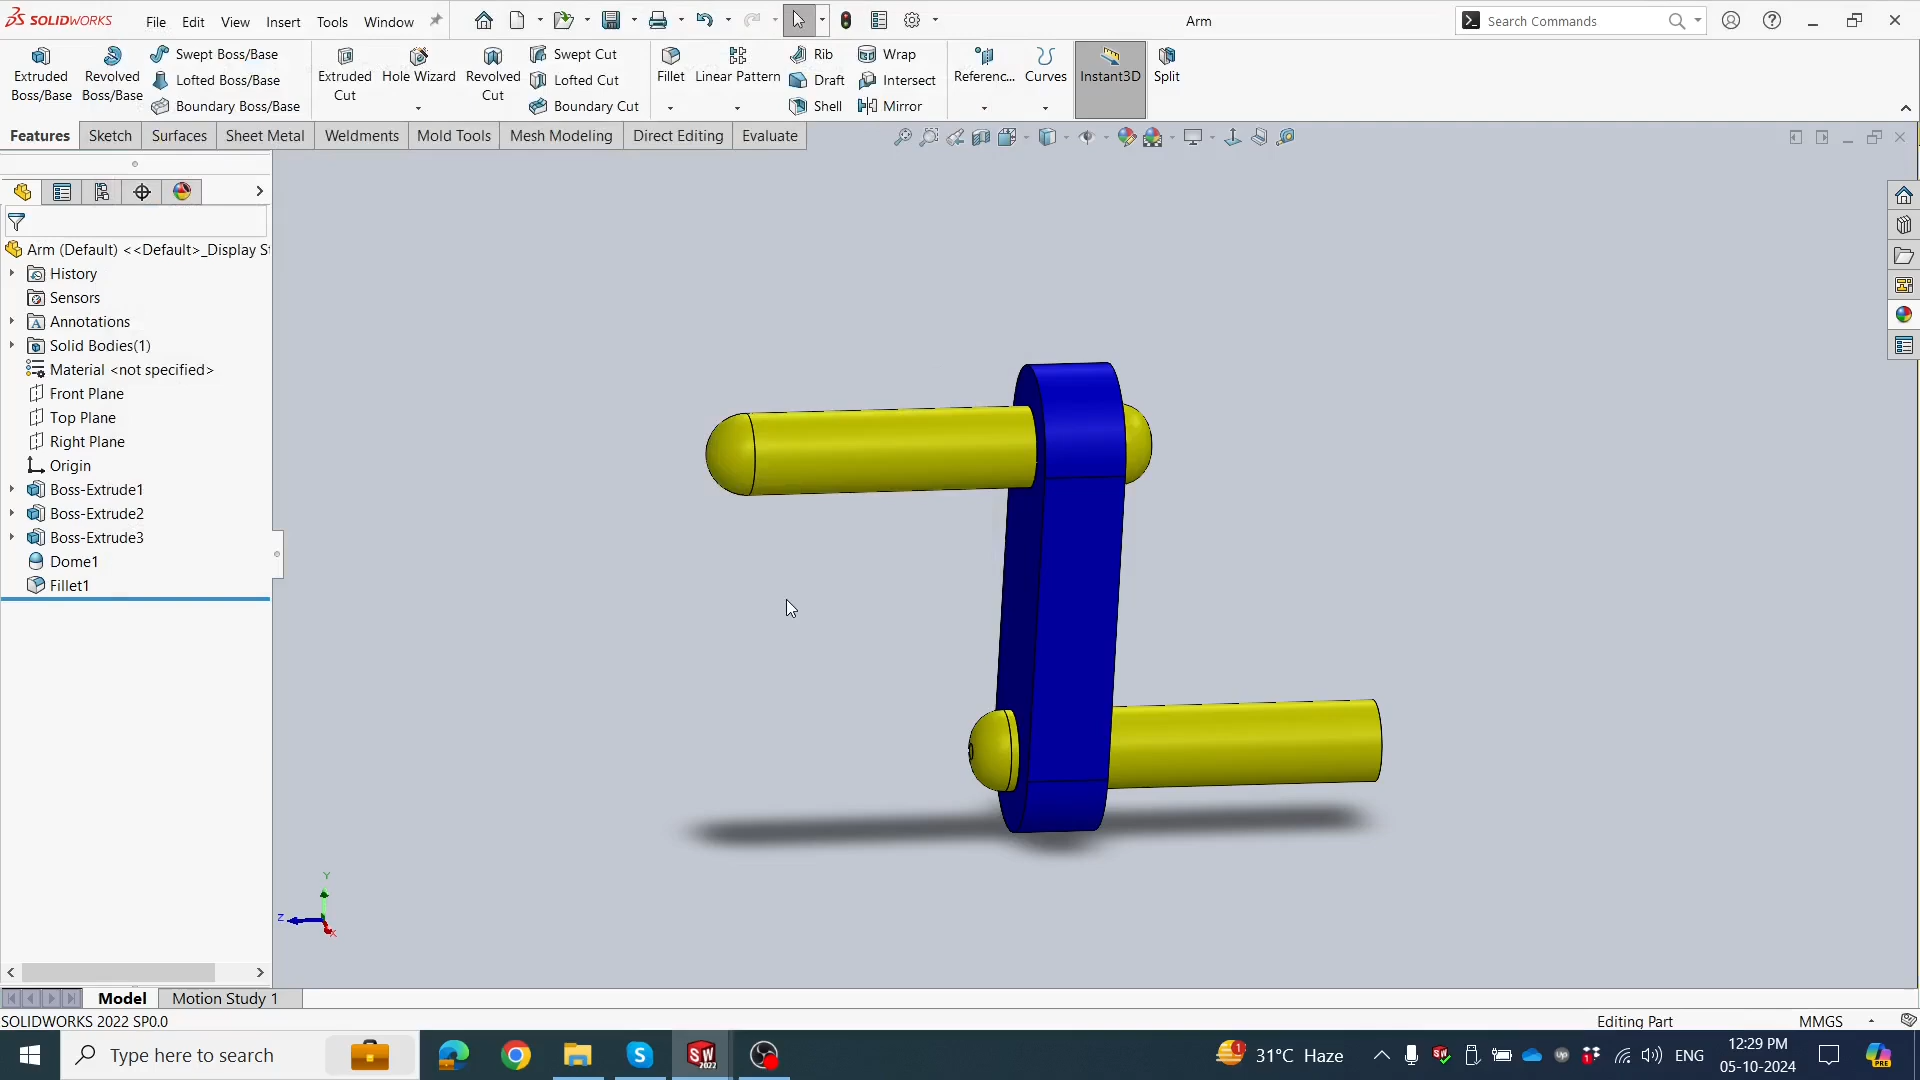 SOLIDWORKS File Edit View Insert Tools Window Arm Search Commands
Extruded Boss/Base
Revolved Boss/Base
Swept Boss/Base
Lofted Boss/Base
Boundary Boss/Base
Extruded Cut
Hole Wizard
Revolved Cut
Swept Cut
Lofted Cut
Boundary Cut
Fillet
Linear Pattern
Rib
Draft
Shell
Wrap
Intersect
Mirror
Referenc...
Curves
Instant3D
Split
Features Sketch Surfaces Sheet Metal Weldments Mold Tools Mesh Modeling Direct Editing Evaluate
Arm (Default) <<Default>_Display S
History
Sensors
Annotations
Solid Bodies(1)
Material <not specified>
Front Plane
Top Plane
Right Plane
Origin
Boss-Extrude1
Boss-Extrude2
Boss-Extrude3
Dome1
Fillet1
Y
Z
X
Model Motion Study 1
SOLIDWORKS 2022 SP0.0 Editing Part MMGS
Type here to search
SW 2022
1
31°C Haze
ENG
12:29 PM
05-10-2024
PRE